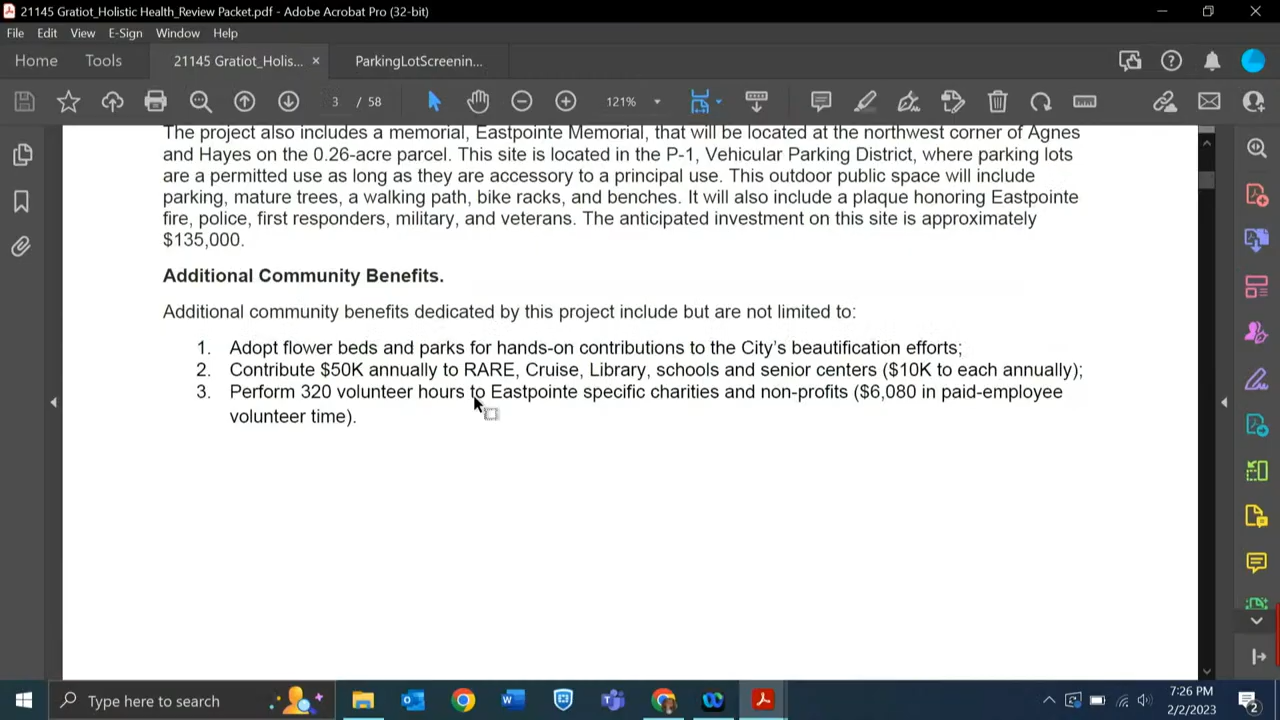 21145 Gratiot_Holistic Health_Review Packet.pdf - Adobe Acrobat Pro (32-bit)
File Edit View E-Sign Window Help
Home Tools 21145 Gratiot_Holis... × ParkingLotScreenin...
3 / 58 121%
The project also includes a memorial, Eastpointe Memorial, that will be located at the northwest corner of Agnes
and Hayes on the 0.26-acre parcel. This site is located in the P-1, Vehicular Parking District, where parking lots
are a permitted use as long as they are accessory to a principal use. This outdoor public space will include
parking, mature trees, a walking path, bike racks, and benches. It will also include a plaque honoring Eastpointe
fire, police, first responders, military, and veterans. The anticipated investment on this site is approximately
$135,000.
Additional Community Benefits.
Additional community benefits dedicated by this project include but are not limited to:
1. Adopt flower beds and parks for hands-on contributions to the City's beautification efforts;
2. Contribute $50K annually to RARE, Cruise, Library, schools and senior centers ($10K to each annually);
3. Perform 320 volunteer hours to Eastpointe specific charities and non-profits ($6,080 in paid-employee
volunteer time).
Type here to search
7:26 PM
2/2/2023
2